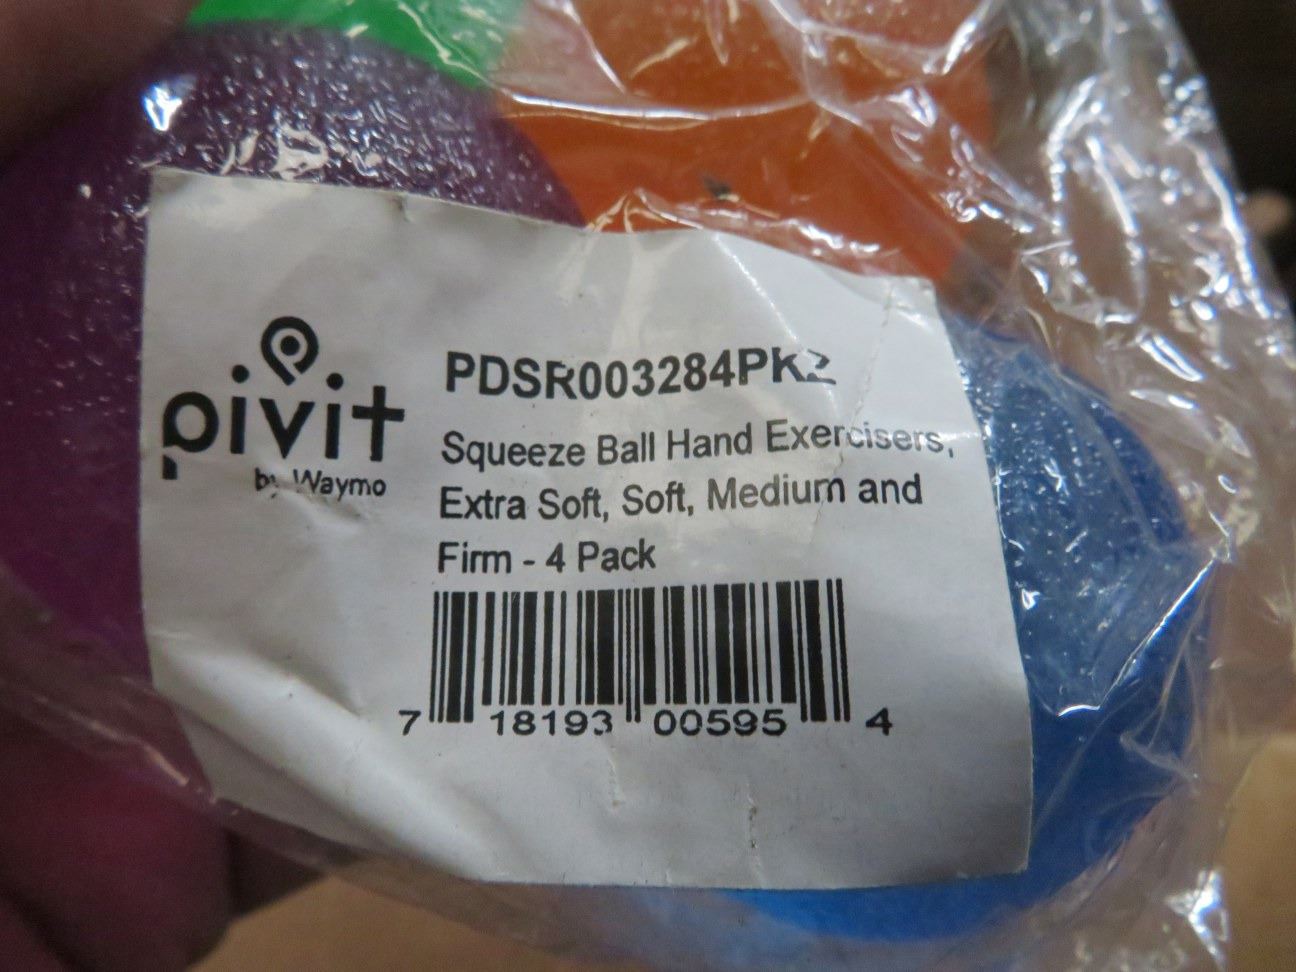 pivit
by Waymo
PDSR003284PK2
Squeeze Ball Hand Exercisers,
Extra Soft, Soft, Medium and
Firm - 4 Pack
7 18193 00595 4